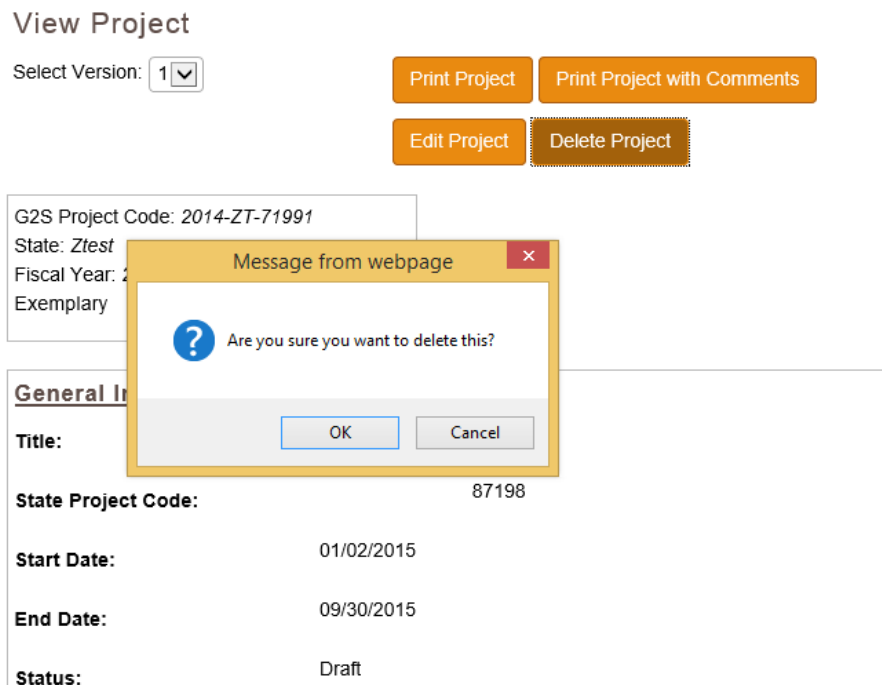 View Project
Select Version: 1
Print Project
Print Project with Comments
Edit Project
Delete Project
G2S Project Code: 2014-ZT-71991
State: Ztest
Fiscal Year:
Exemplary
Message from webpage
Are you sure you want to delete this?
OK
Cancel
General
Title:
State Project Code: 87198
Start Date: 01/02/2015
End Date: 09/30/2015
Status: Draft